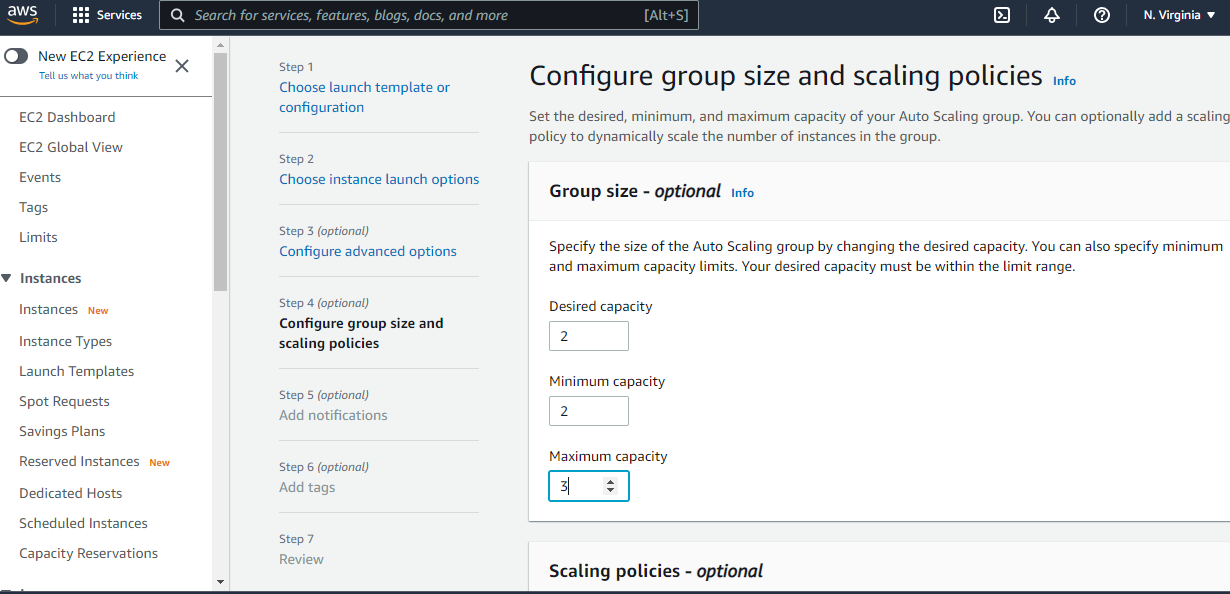 aws
Services
Search for services, features, blogs, docs, and more [Alt+S]
N. Virginia
New EC2 Experience
Tell us what you think
EC2 Dashboard
EC2 Global View
Events
Tags
Limits
Instances
Instances New
Instance Types
Launch Templates
Spot Requests
Savings Plans
Reserved Instances New
Dedicated Hosts
Scheduled Instances
Capacity Reservations
Step 1
Choose launch template or
configuration
Step 2
Choose instance launch options
Step 3 (optional)
Configure advanced options
Step 4 (optional)
Configure group size and
scaling policies
Step 5 (optional)
Add notifications
Step 6 (optional)
Add tags
Step 7
Review
Configure group size and scaling policies Info
Set the desired, minimum, and maximum capacity of your Auto Scaling group. You can optionally add a scaling
policy to dynamically scale the number of instances in the group.
Group size - optional Info
Specify the size of the Auto Scaling group by changing the desired capacity. You can also specify minimum
and maximum capacity limits. Your desired capacity must be within the limit range.
Desired capacity
2
Minimum capacity
2
Maximum capacity
3
Scaling policies - optional